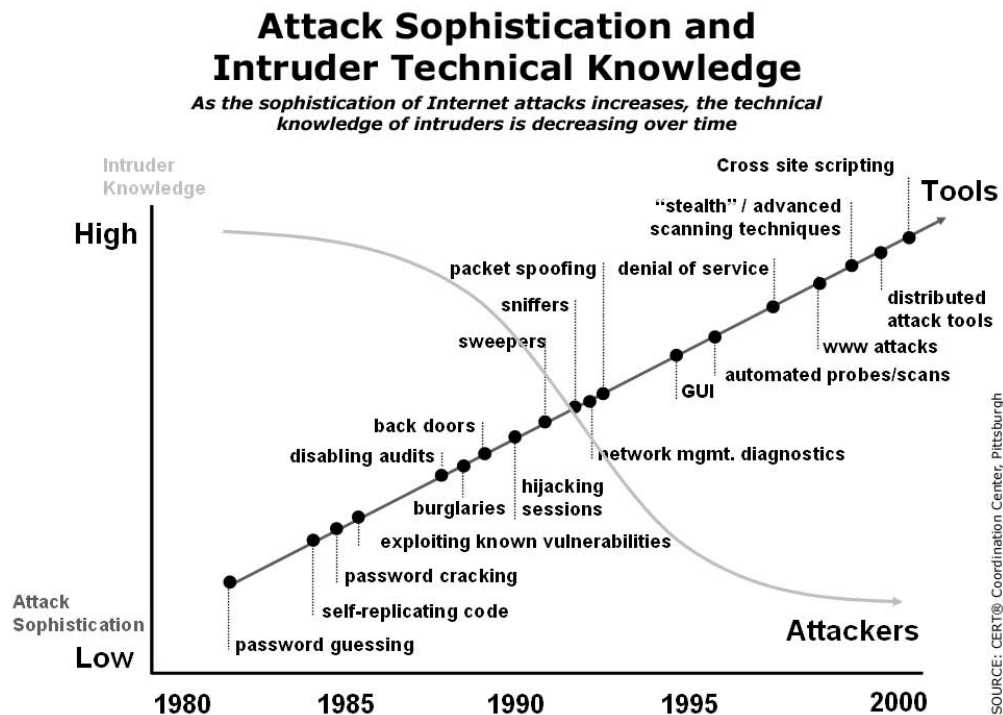 Attack Sophistication and
Intruder Technical Knowledge
As the sophistication of Internet attacks increases, the technical
knowledge of intruders is decreasing over time
Intruder
Knowledge
High
Cross site scripting
Tools
“stealth” / advanced
scanning techniques
packet spoofing
denial of service
sniffers
distributed
attack tools
sweepers
www attacks
automated probes/scans
GUI
back doors
disabling audits
network mgmt. diagnostics
burglaries
hijacking
sessions
exploiting known vulnerabilities
password cracking
Attack
Sophistication
self-replicating code
password guessing
Attackers
Low
1980
1985
1990
1995
2000
SOURCE: CERT® Coordination Center, Pittsburgh